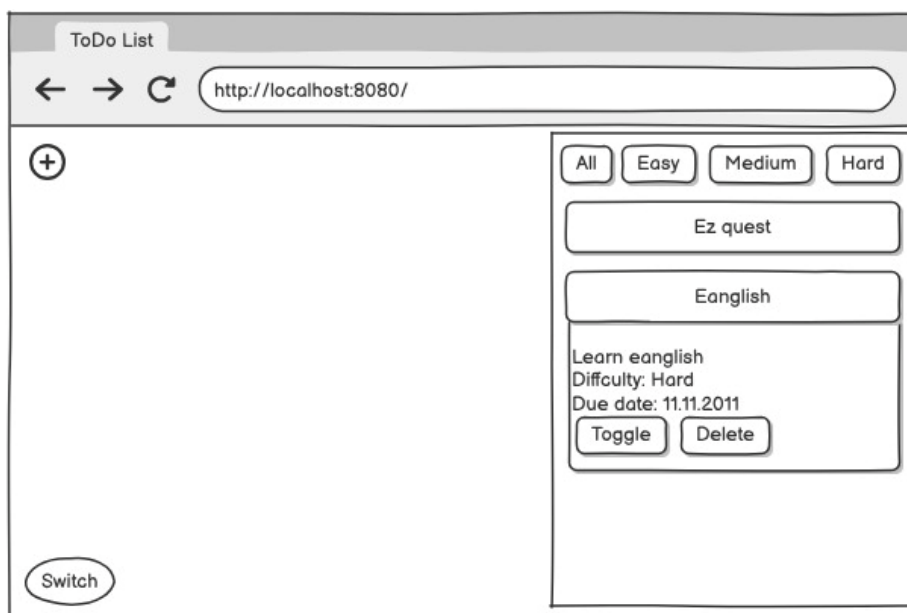 ToDo List
http://localhost:8080/
All Easy Medium Hard
Ez quest
Eanglish
Learn eanglish
Diffculty: Hard
Due date: 11.11.2011
Toggle Delete
Switch